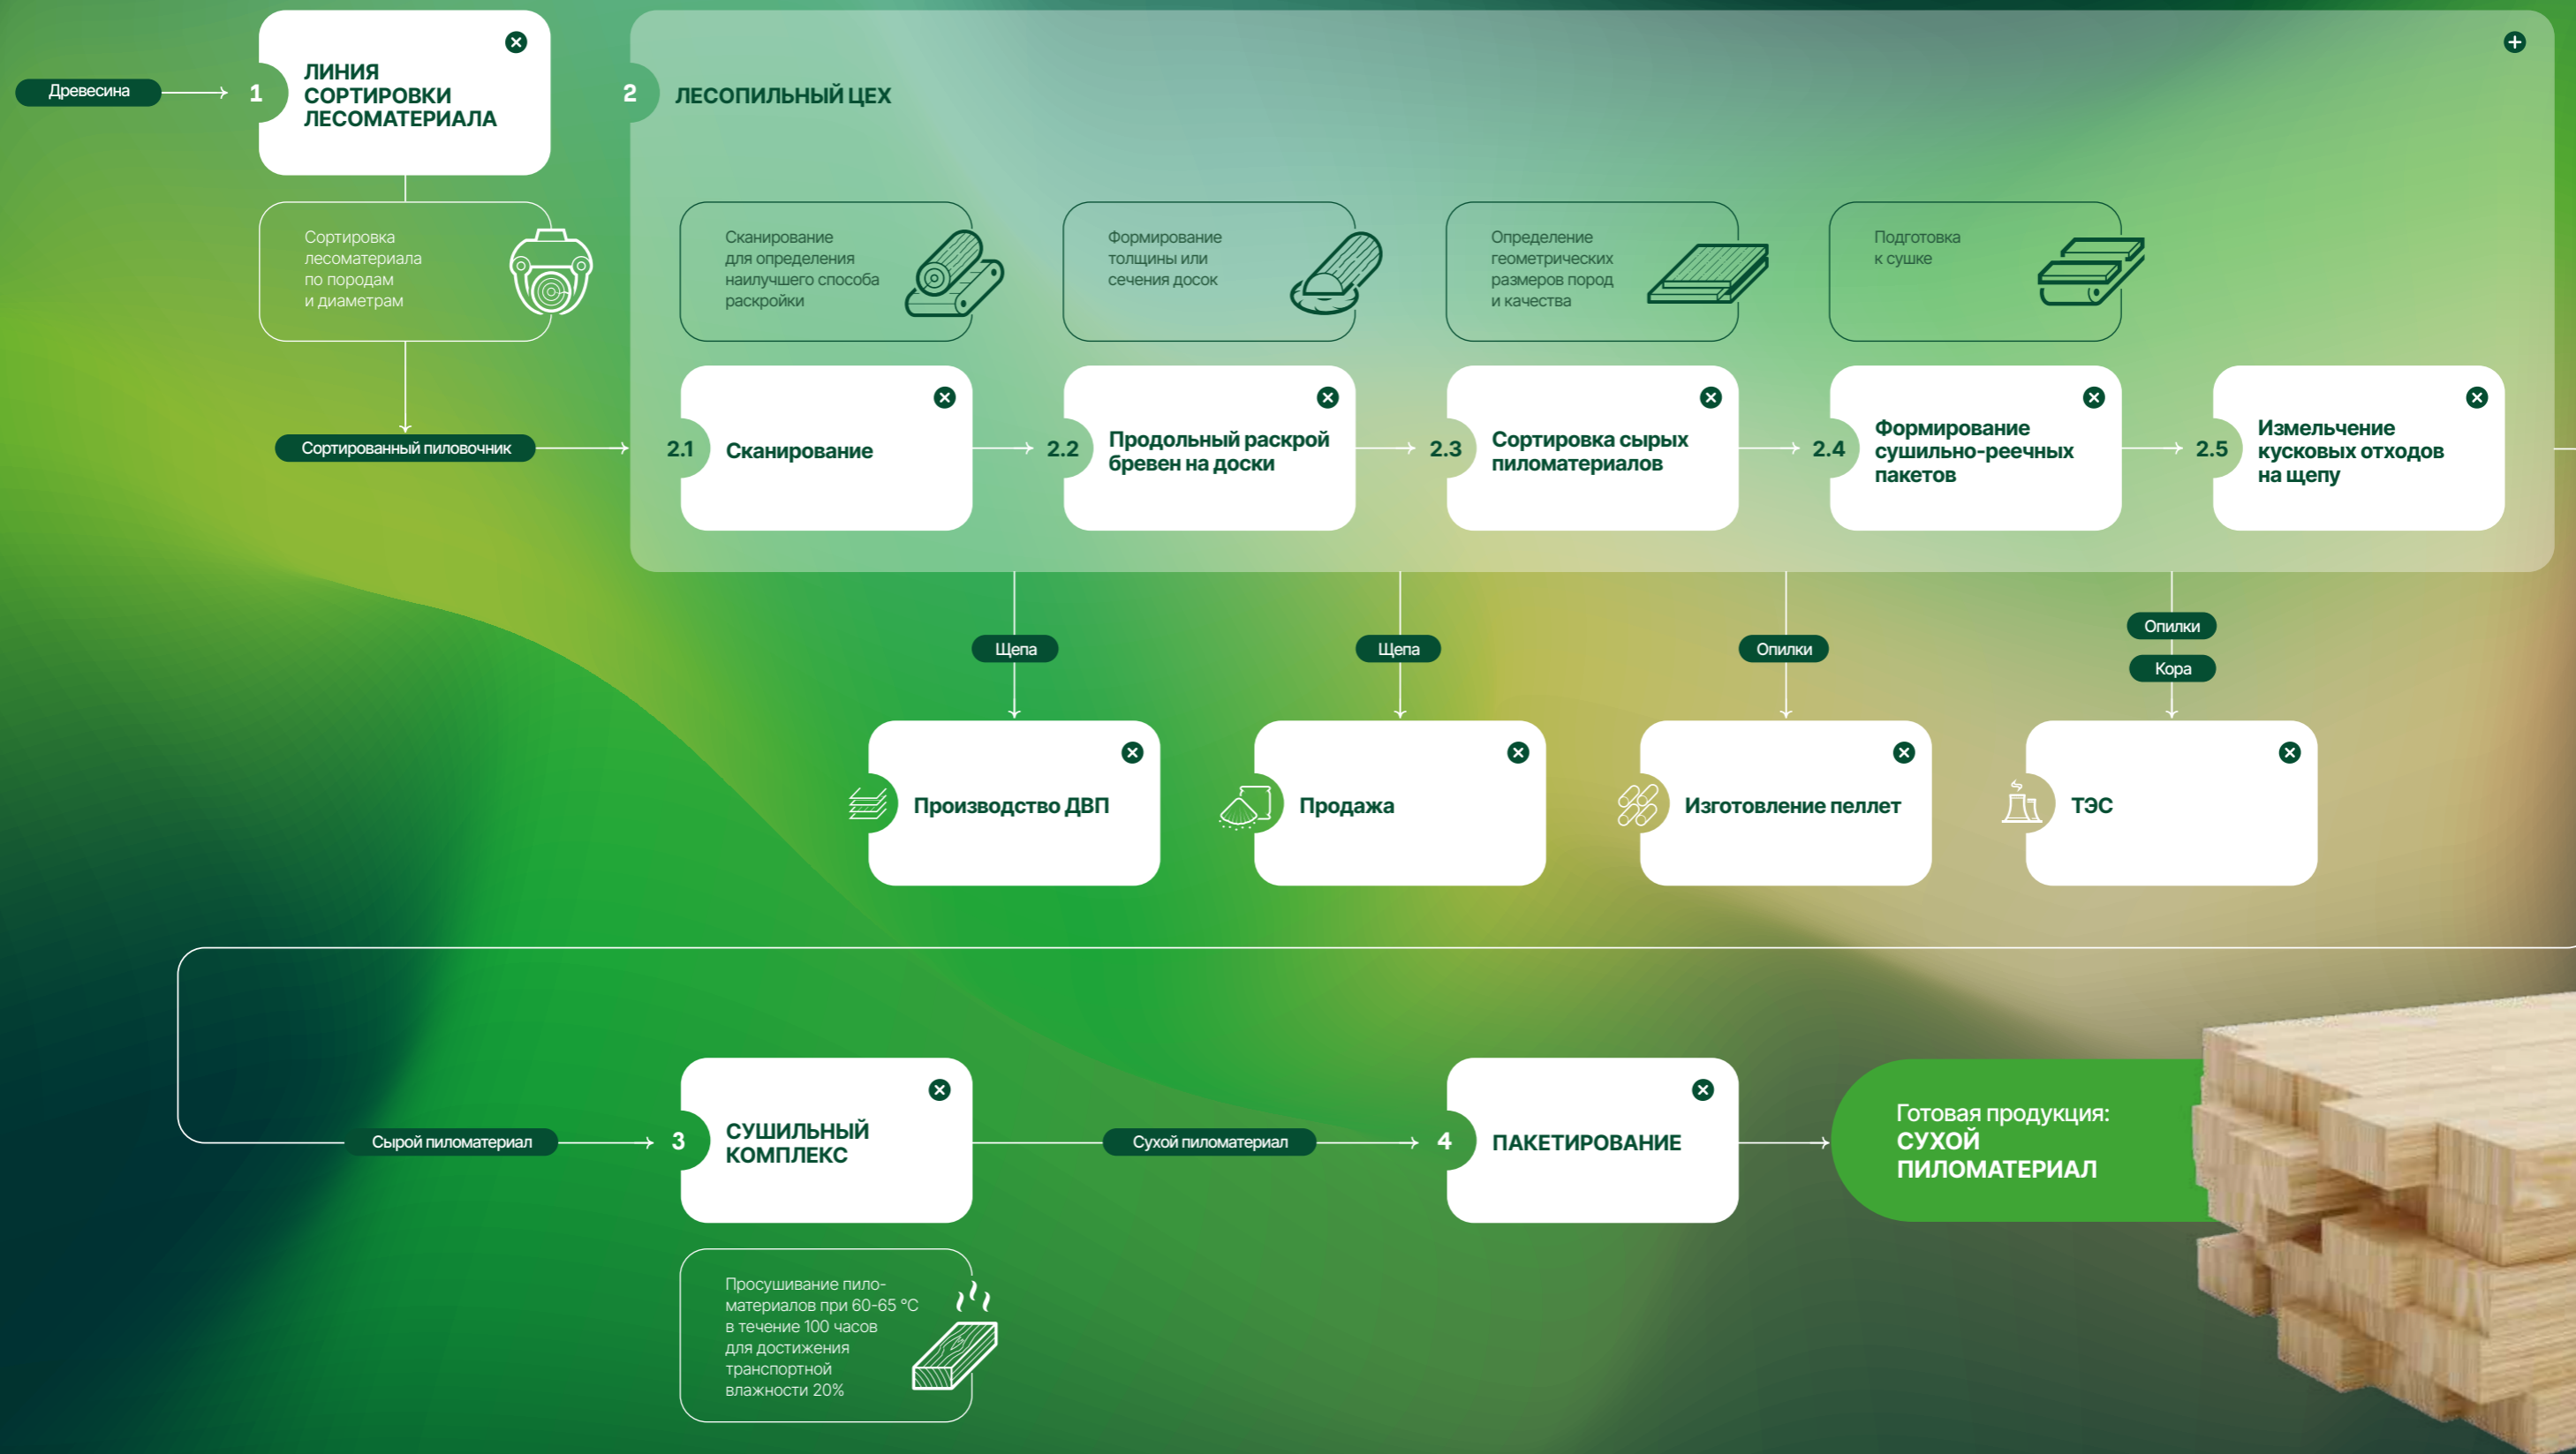 Древесина
1
ЛИНИЯ
СОРТИРОВКИ
ЛЕСОМАТЕРИАЛА
Сортировка
лесоматериала
по породам
и диаметрам
Сортированный пиловочник
2
ЛЕСОПИЛЬНЫЙ ЦЕХ
Сканирование
для определения
наилучшего способа
раскройки
Формирование
толщины или
сечения досок
Определение
геометрических
размеров пород
и качества
Подготовка
к сушке
2.1
Сканирование
2.2
Продольный раскрой
бревен на доски
2.3
Сортировка сырых
пиломатериалов
2.4
Формирование
сушильно-реечных
пакетов
2.5
Измельчение
кусковых отходов
на щепу
Щепа
Щепа
Опилки
Опилки
Кора
Производство ДВП
Продажа
Изготовление пеллет
ТЭС
Сырой пиломатериал
3
СУШИЛЬНЫЙ
КОМПЛЕКС
Сухой пиломатериал
4
ПАКЕТИРОВАНИЕ
Готовая продукция:
СУХОЙ
ПИЛОМАТЕРИАЛ
Просушивание пило-
материалов при 60-65 °C
в течение 100 часов
для достижения
транспортной
влажности 20%